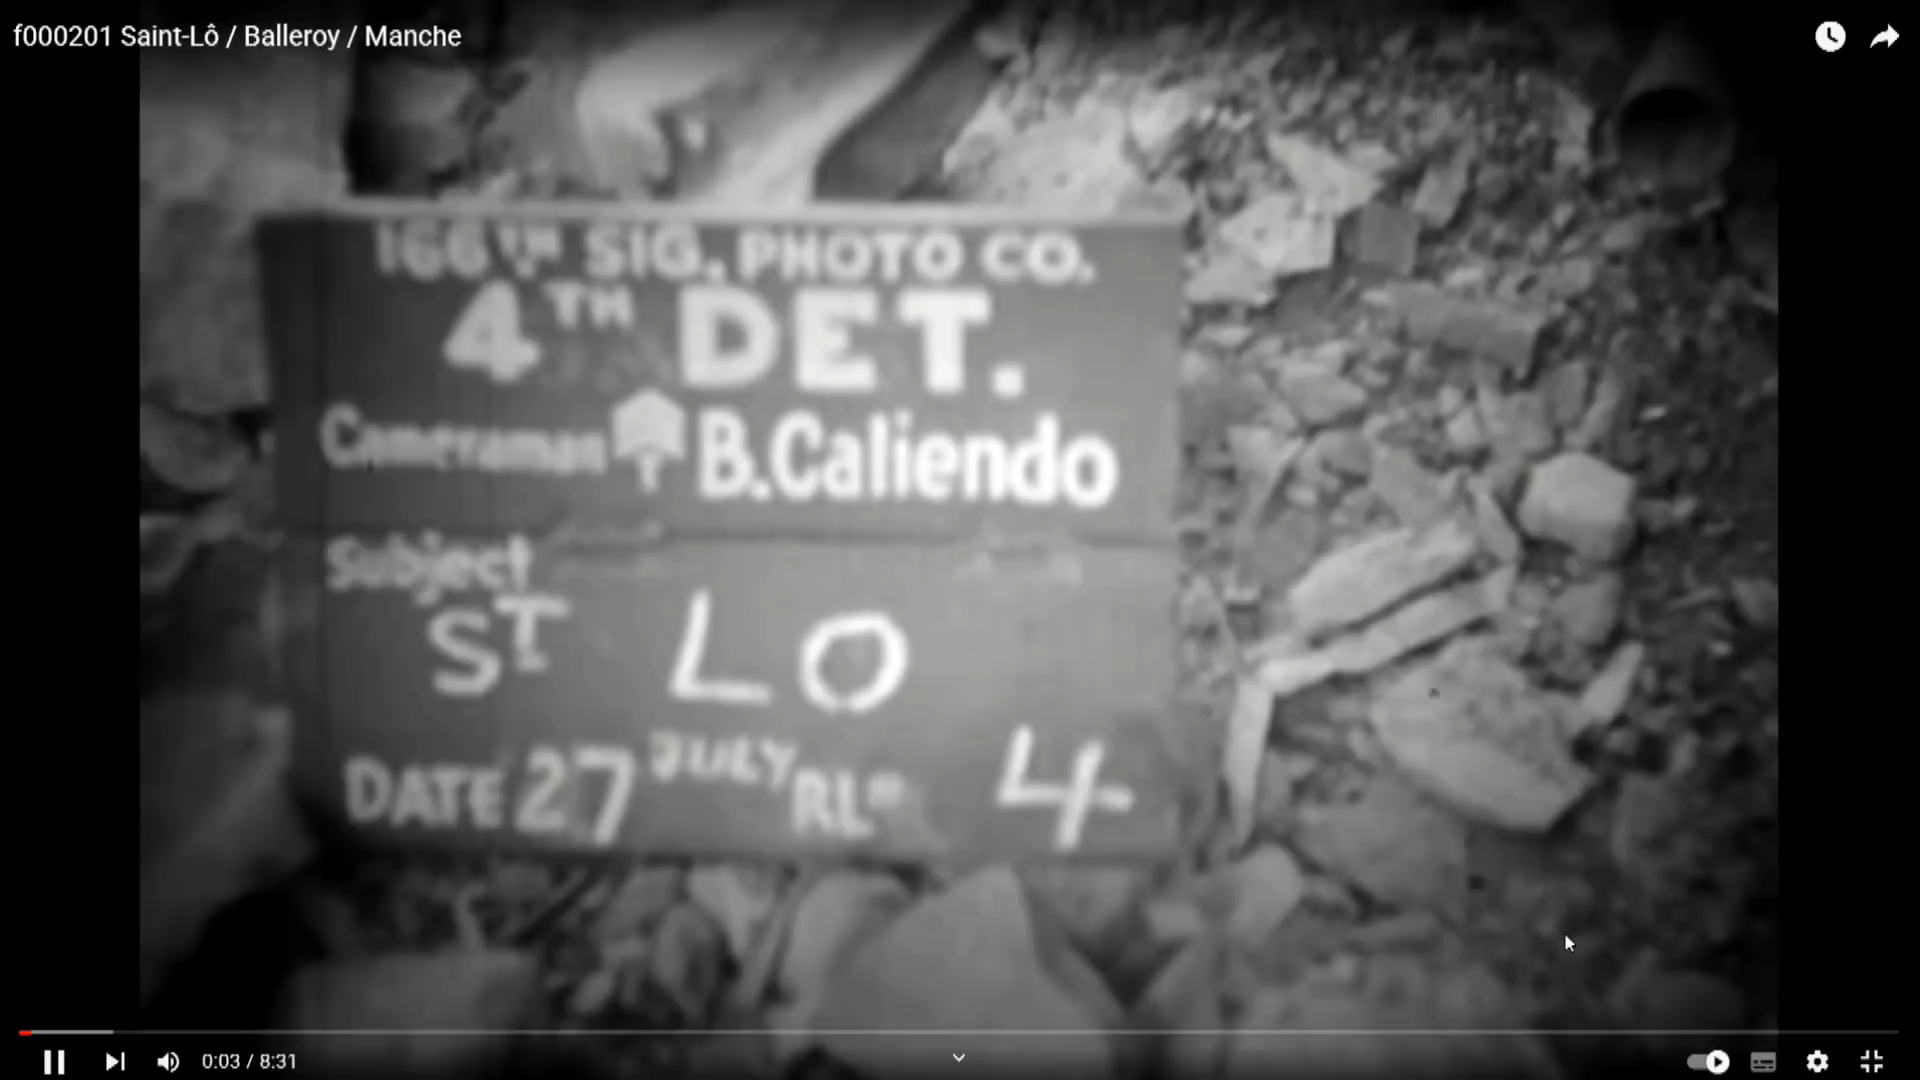 f000201 Saint-Lô / Balleroy / Manche
166TH SIG. PHOTO CO.
4TH DET.
Cameraman B.Caliendo
Subject
ST LO
DATE 27 JULY RL# 4
0:03 / 8:31